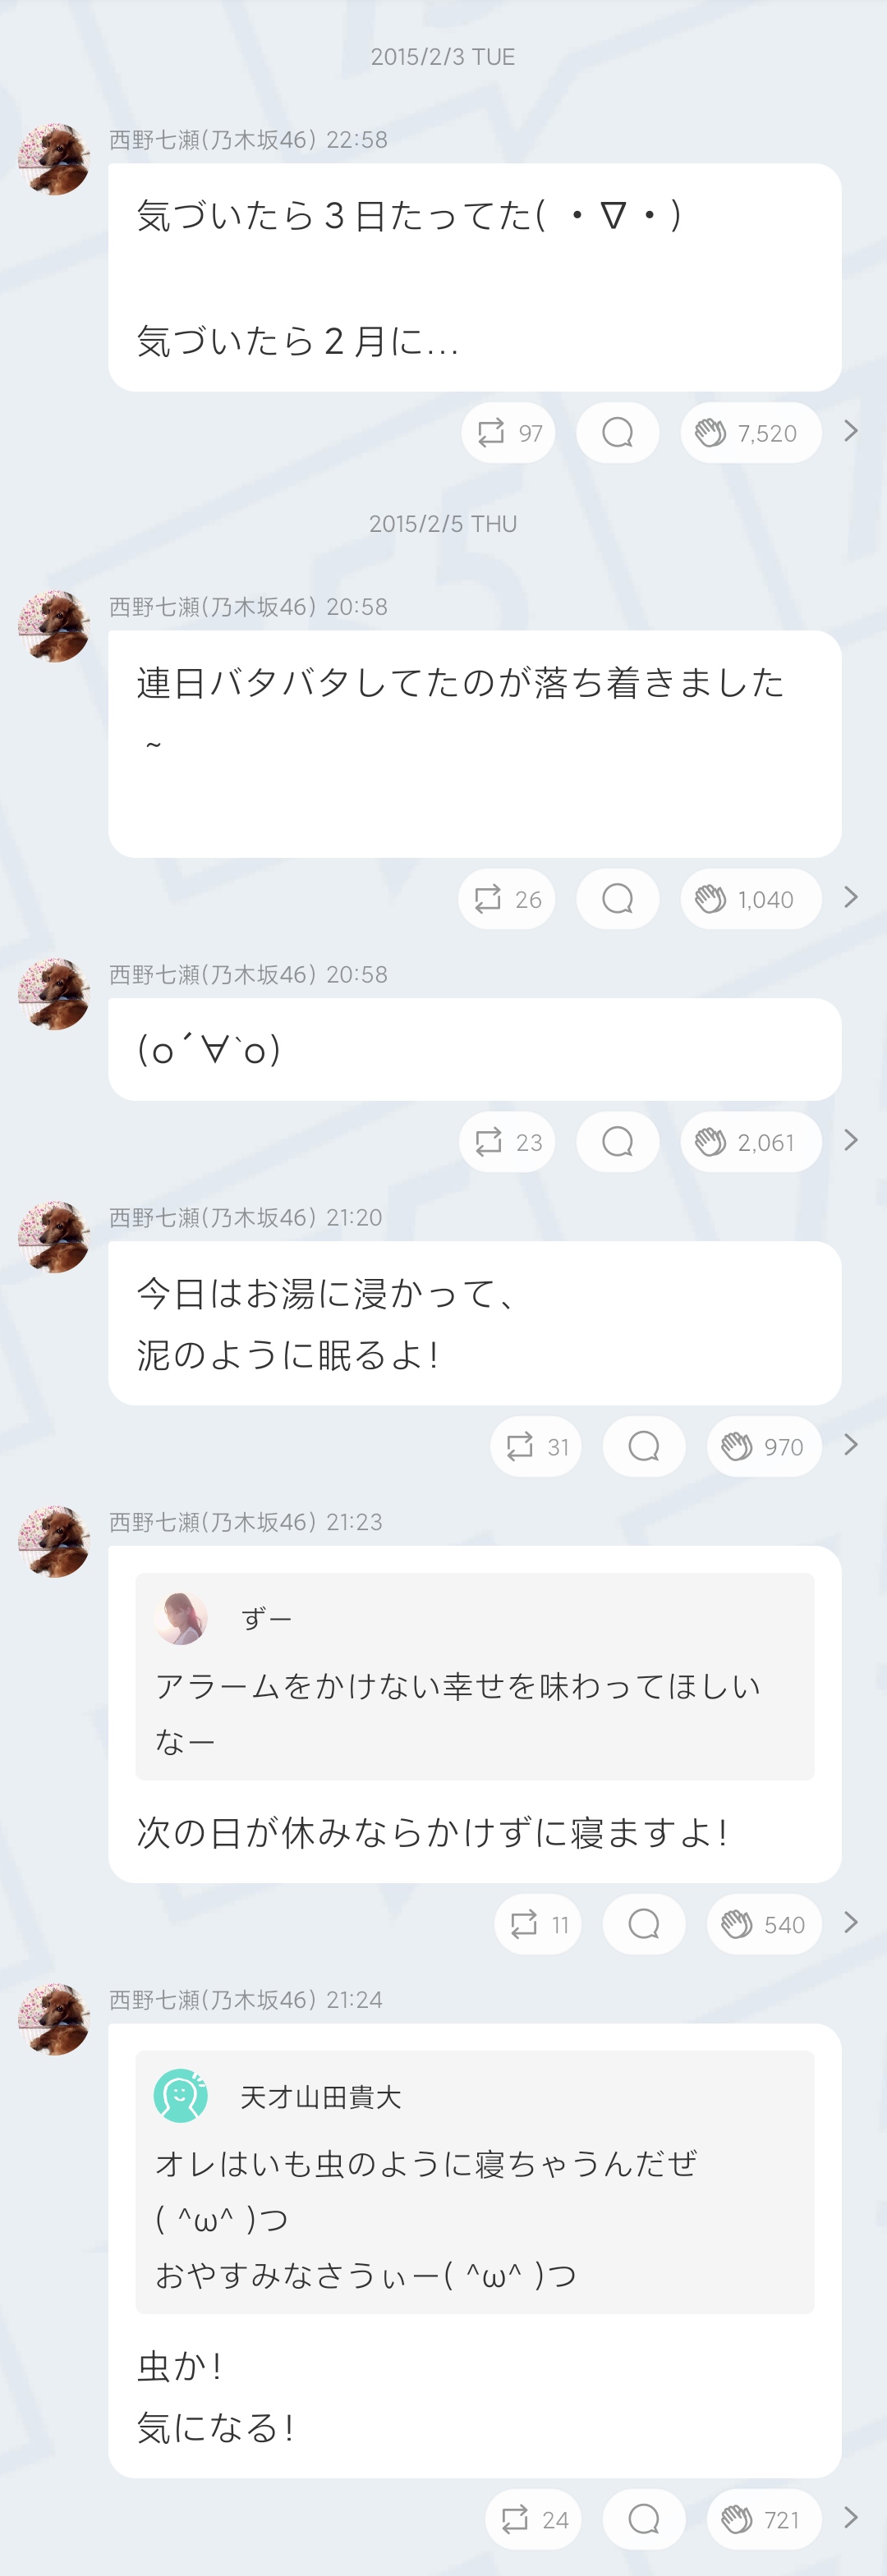 2015/2/3 TUE
西野七瀬(乃木坂46) 22:58
気づいたら３日たってた( ・∇・)
気づいたら２月に...
97
7,520
2015/2/5 THU
西野七瀬(乃木坂46) 20:58
連日バタバタしてたのが落ち着きました
~
26
1,040
西野七瀬(乃木坂46) 20:58
(o´∀`o)
23
2,061
西野七瀬(乃木坂46) 21:20
今日はお湯に浸かって、
泥のように眠るよ！
31
970
西野七瀬(乃木坂46) 21:23
ずー
アラームをかけない幸せを味わってほしい
なー
次の日が休みならかけずに寝ますよ！
11
540
西野七瀬(乃木坂46) 21:24
天才山田貴大
オレはいも虫のように寝ちゃうんだぜ
( ^ω^ )つ
おやすみなさうぃー( ^ω^ )つ
虫か！
気になる！
24
721